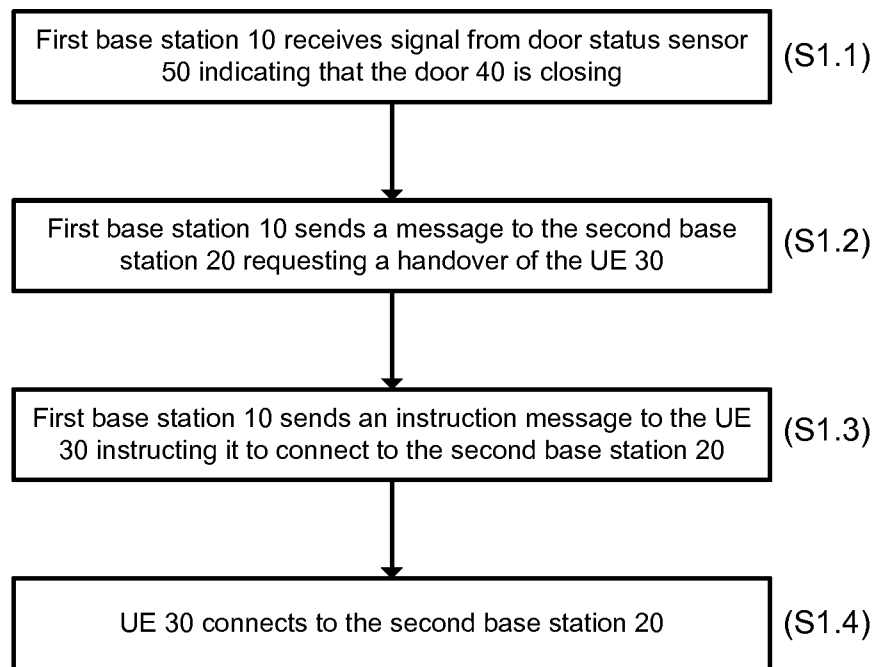 First base station 10 receives signal from door status sensor
50 indicating that the door 40 is closing
(S1.1)
First base station 10 sends a message to the second base
station 20 requesting a handover of the UE 30
(S1.2)
First base station 10 sends an instruction message to the UE
30 instructing it to connect to the second base station 20
(S1.3)
UE 30 connects to the second base station 20
(S1.4)